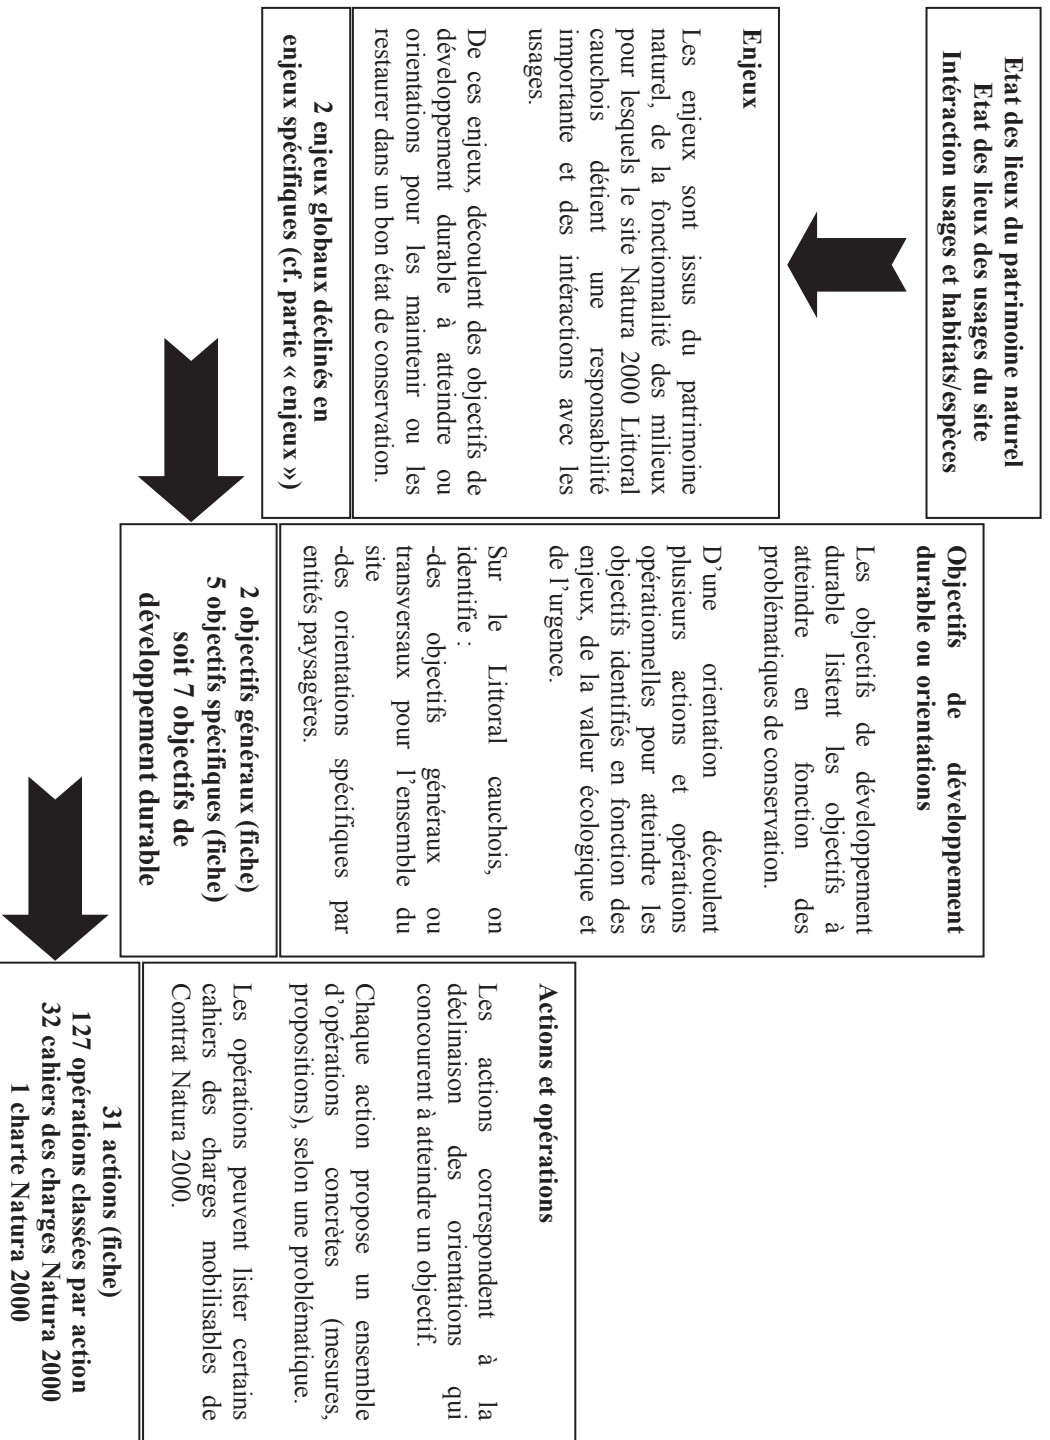 Etat des lieux du patrimoine naturel
Etat des lieux des usages du site
Intéraction usages et habitats/espèces
Enjeux
Les enjeux sont issus du patrimoine
naturel, de la fonctionnalité des milieux
pour lesquels le site Natura 2000 Littoral
cauchois détient une responsabilité
importante et des intéractions avec les
usages.
De ces enjeux, découlent des objectifs de
développement durable à atteindre ou
orientations pour les maintenir ou les
restaurer dans un bon état de conservation.
2 enjeux globaux déclinés en
enjeux spécifiques (cf. partie « enjeux »)
Objectifs de développement
durable ou orientations
Les objectifs de développement
durable listent les objectifs à
atteindre en fonction des
problématiques de conservation.
D’une orientation découlent
plusieurs actions et opérations
opérationnelles pour atteindre les
objectifs identifiés en fonction des
enjeux, de la valeur écologique et
de l’urgence.
Sur le Littoral cauchois, on
identifie :
-des objectifs généraux ou
transversaux pour l’ensemble du
site
-des orientations spécifiques par
entités paysagères.
2 objectifs généraux (fiche)
5 objectifs spécifiques (fiche)
soit 7 objectifs de
développement durable
Actions et opérations
Les actions correspondent à la
déclinaison des orientations qui
concourent à atteindre un objectif.
Chaque action propose un ensemble
d’opérations concrètes (mesures,
propositions), selon une problématique.
Les opérations peuvent lister certains
cahiers des charges mobilisables de
Contrat Natura 2000.
31 actions (fiche)
127 opérations classées par action
32 cahiers des charges Natura 2000
1 charte Natura 2000